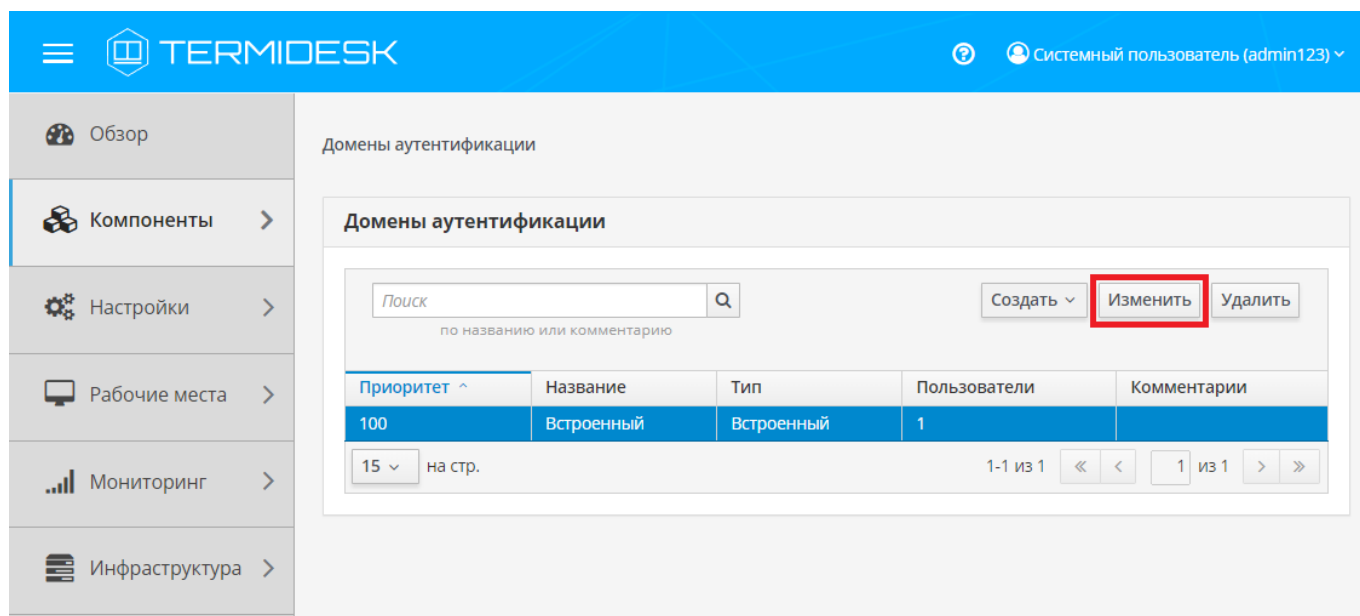 TERMIDESK
Системный пользователь (admin123)
Обзор
Компоненты
Настройки
Рабочие места
Мониторинг
Инфраструктура
Домены аутентификации
Домены аутентификации
Поиск
по названию или комментарию
Создать Изменить Удалить
Приоритет Название Тип Пользователи Комментарии
100 Встроенный Встроенный 1
15 на стр. 1-1 из 1 « < 1 из 1 > »